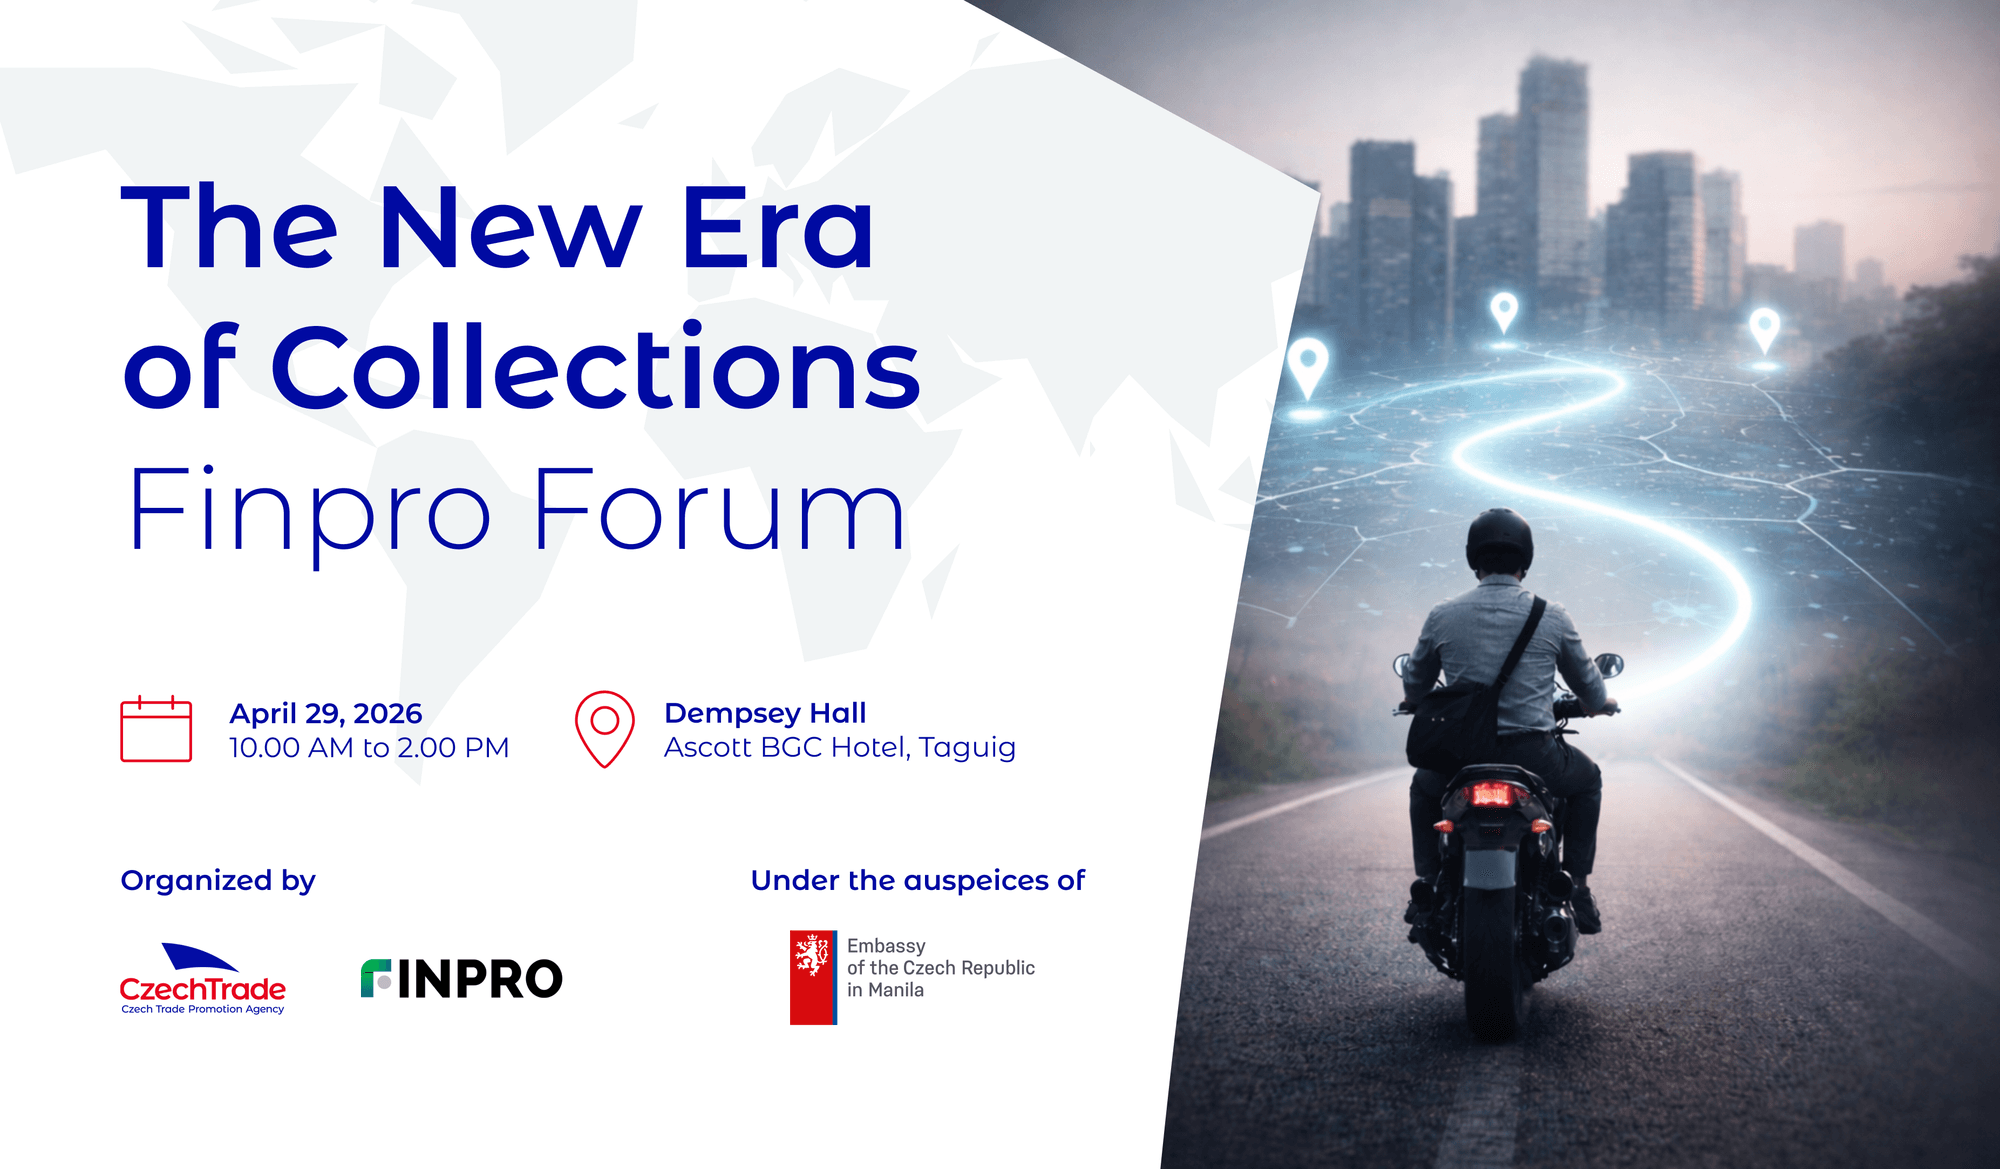 The New Era
of Collections
Finpro Forum
April 29, 2026
10.00 AM to 2.00 PM
Dempsey Hall
Ascott BGC Hotel, Taguig
Organized by
CzechTrade
Czech Trade Promotion Agency
FINPRO
Under the auspeices of
Embassy
of the Czech Republic
in Manila